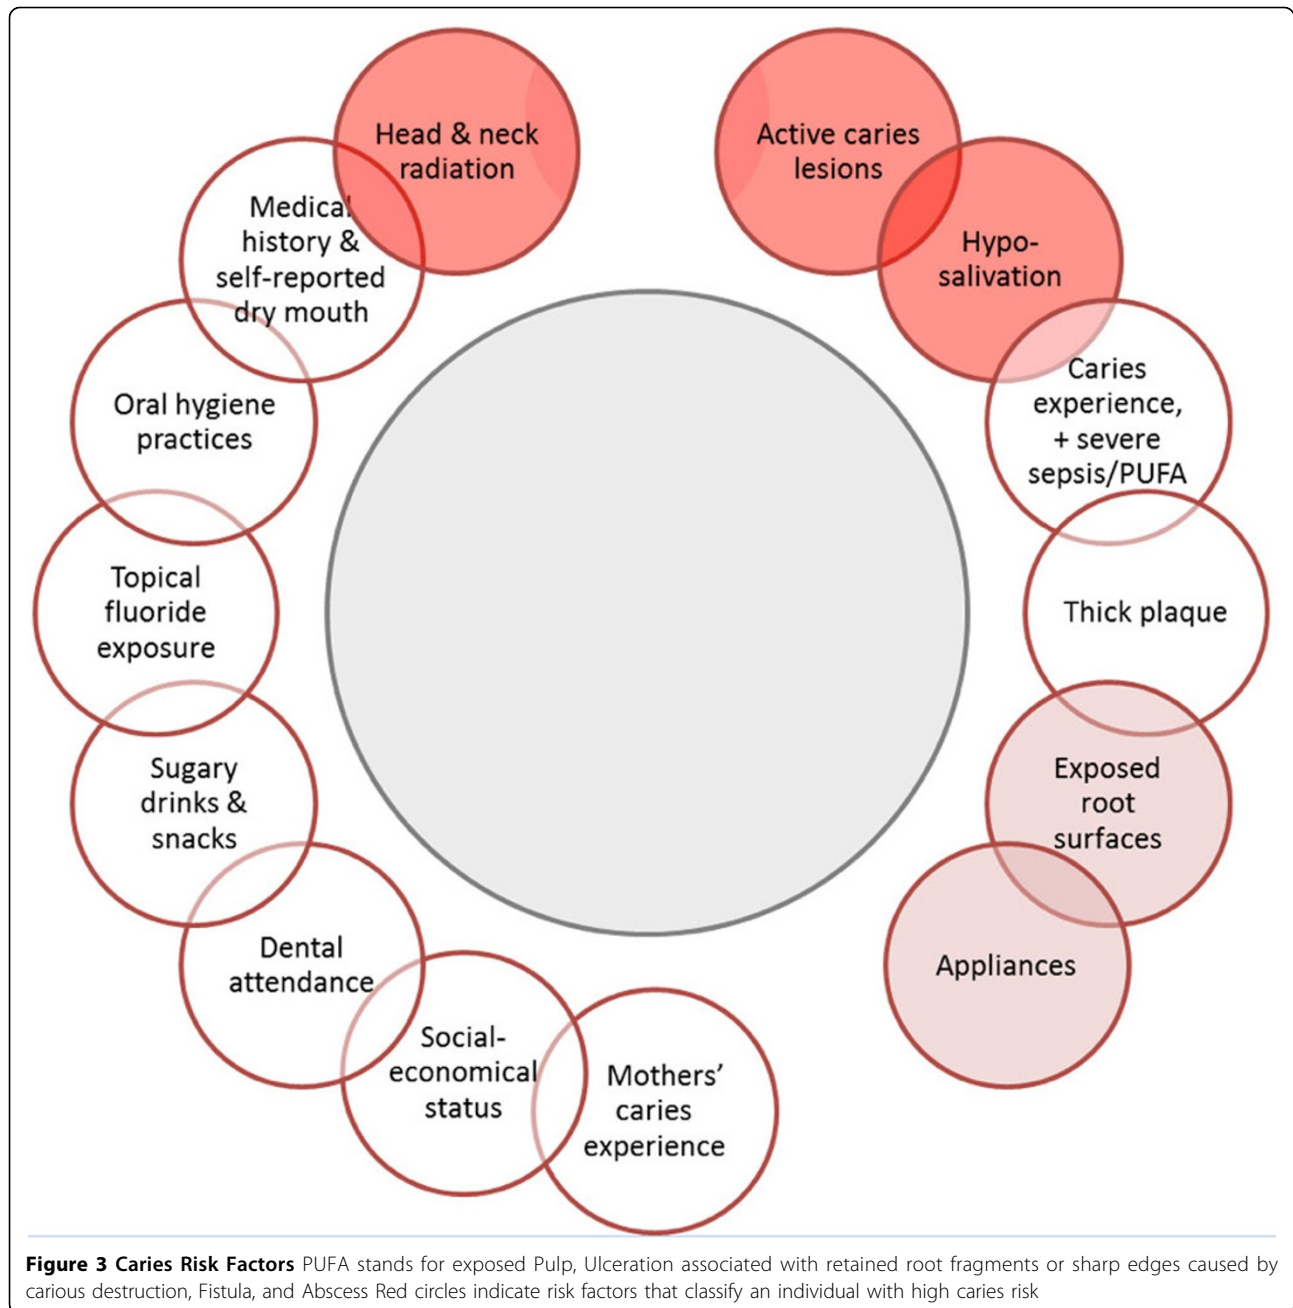 Head & neck
radiation
Active caries
lesions
Medical
history &
self-reported
dry mouth
Hypo-
salivation
Oral hygiene
practices
Caries
experience,
+ severe
sepsis/PUFA
Topical
fluoride
exposure
Thick plaque
Sugary
drinks &
snacks
Exposed
root
surfaces
Dental
attendance
Appliances
Social-
economical
status
Mothers’
caries
experience
Figure 3 Caries Risk Factors PUFA stands for exposed Pulp, Ulceration associated with retained root fragments or sharp edges caused by
carious destruction, Fistula, and Abscess Red circles indicate risk factors that classify an individual with high caries risk